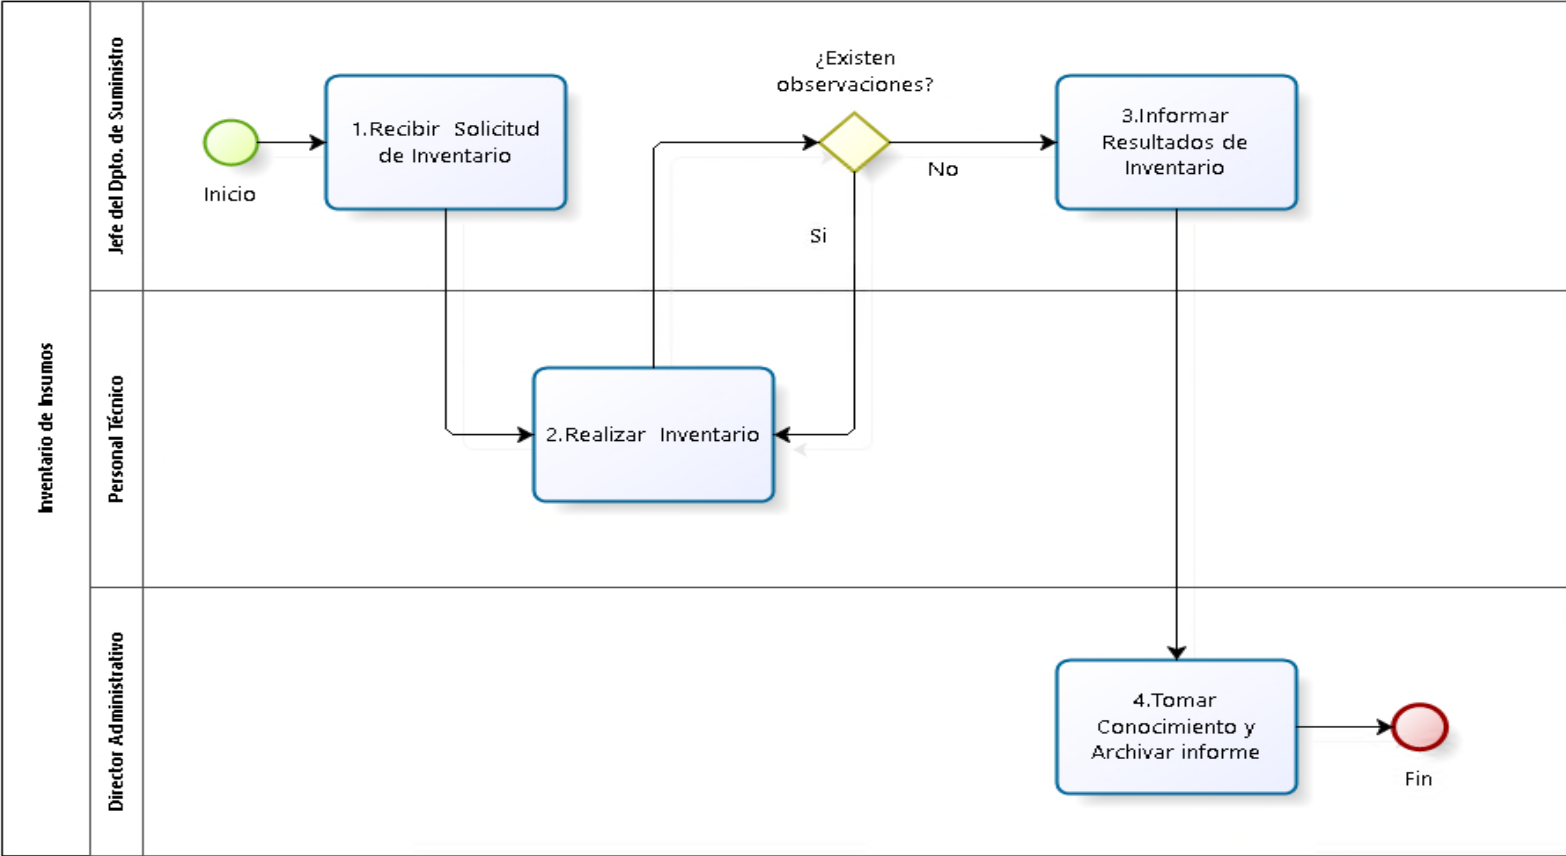 Inventario de Insumos
Jefe del Dpto. de Suministro
Inicio
1.Recibir Solicitud
de Inventario
¿Existen
observaciones?
No
Si
3.Informar
Resultados de
Inventario
Personal Técnico
2.Realizar Inventario
Director Administrativo
4.Tomar
Conocimiento y
Archivar informe
Fin